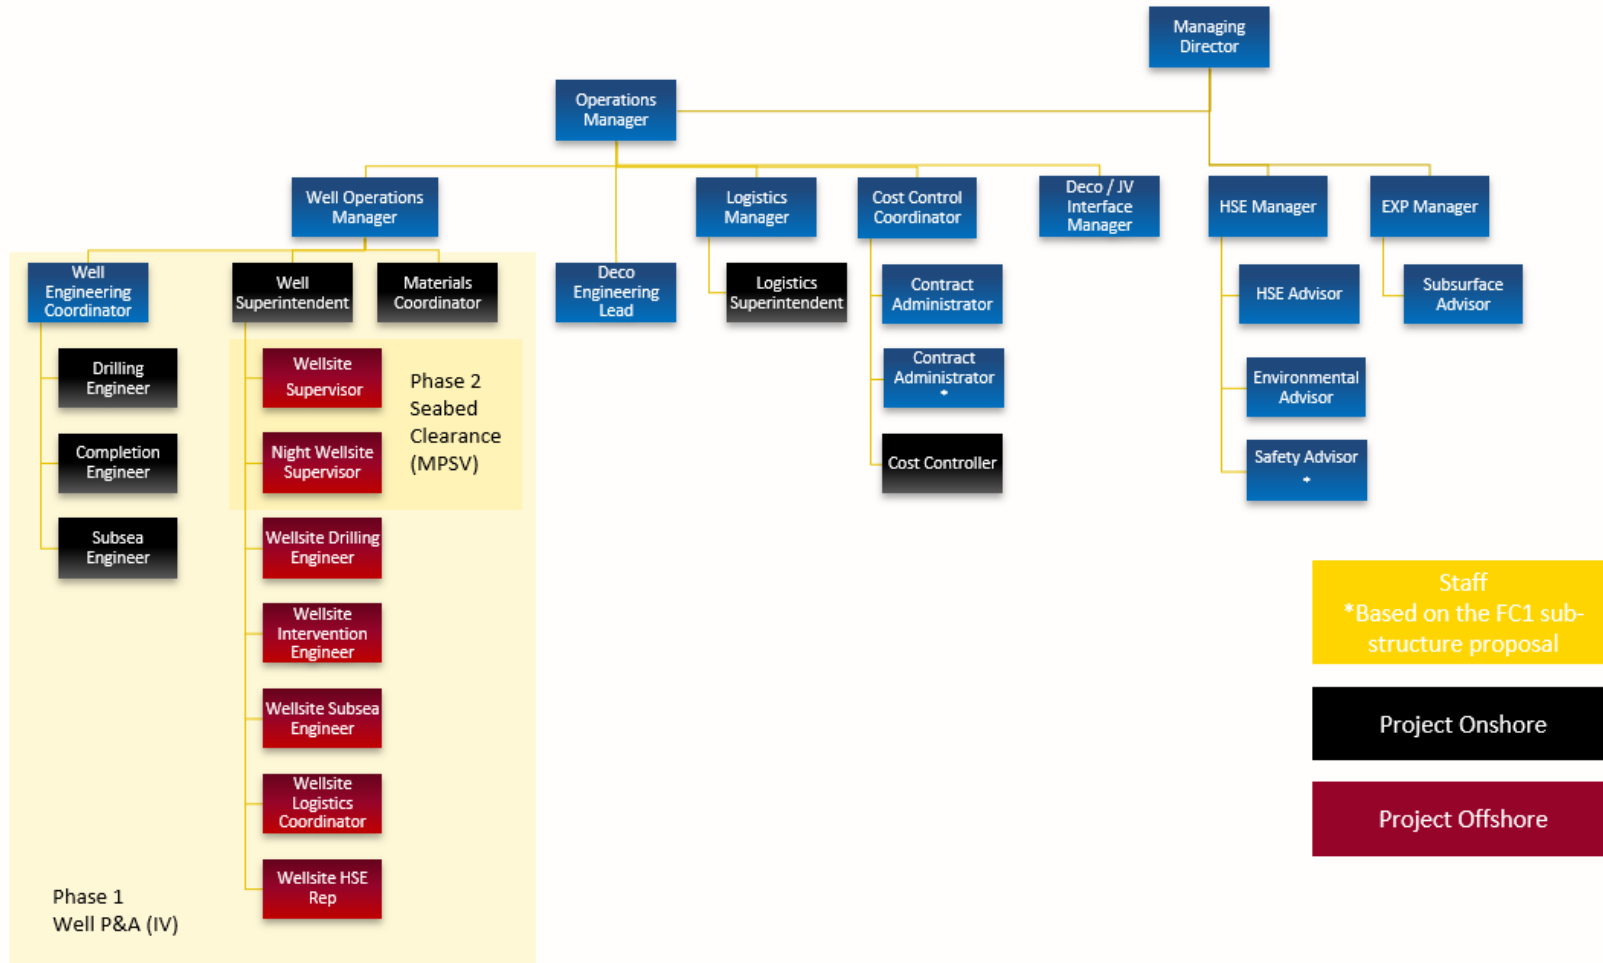 Managing
Director
Operations
Manager
Well Operations
Manager
Logistics
Manager
Cost Control
Coordinator
Deco / JV
Interface
Manager
HSE Manager
EXP Manager
Well
Engineering
Coordinator
Well
Superintendent
Materials
Coordinator
Deco
Engineering
Lead
Logistics
Superintendent
Contract
Administrator
HSE Advisor
Subsurface
Advisor
Drilling
Engineer
Wellsite
Supervisor
Phase 2
Seabed
Clearance
(MPSV)
Contract
Administrator
*
Environmental
Advisor
Completion
Engineer
Night Wellsite
Supervisor
Cost Controller
Safety Advisor
*
Subsea
Engineer
Wellsite Drilling
Engineer
Wellsite
Intervention
Engineer
Wellsite Subsea
Engineer
Wellsite
Logistics
Coordinator
Wellsite HSE
Rep
Phase 1
Well P&A (IV)
Staff
*Based on the FC1 sub-
structure proposal
Project Onshore
Project Offshore